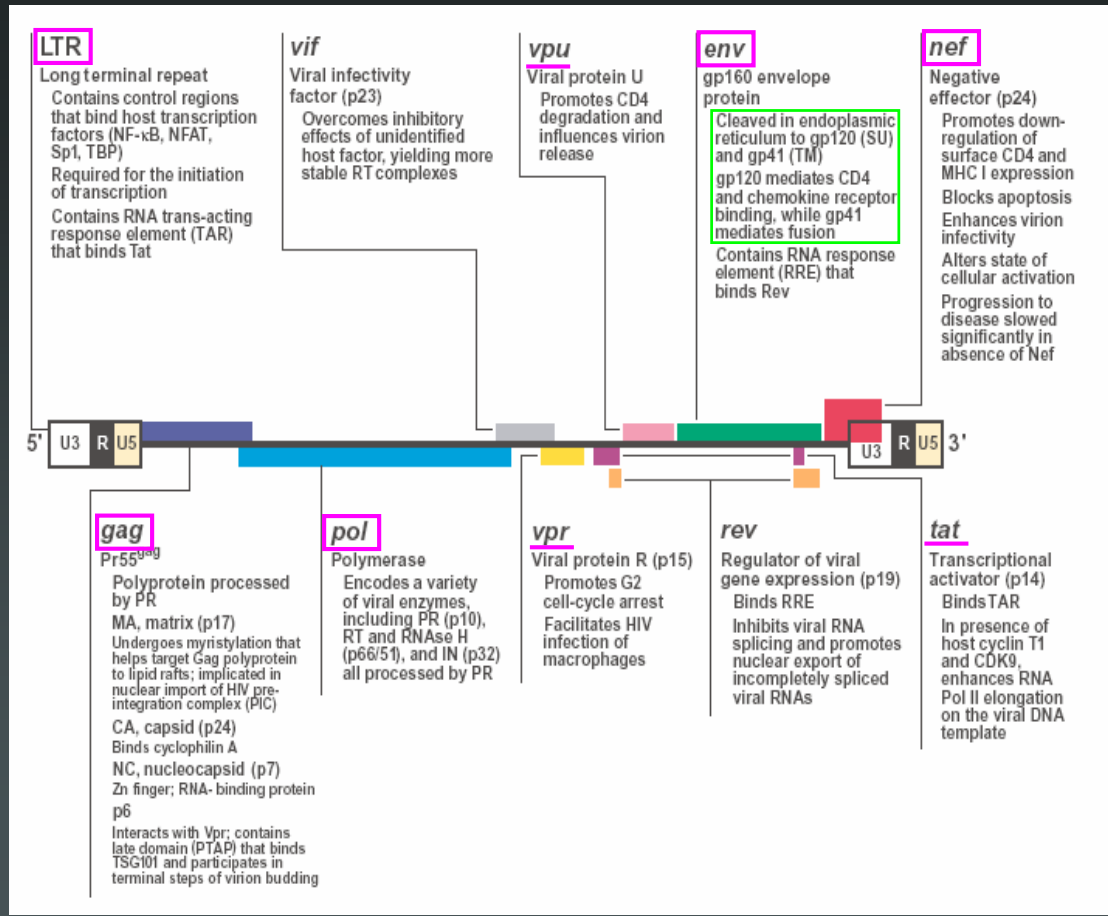 LTR
Long terminal repeat
Contains control regions
that bind host transcription
factors (NF-κB, NFAT,
Sp1, TBP)
Required for the initiation
of transcription
Contains RNA trans-acting
response element (TAR)
that binds Tat
vif
Viral infectivity
factor (p23)
Overcomes inhibitory
effects of unidentified
host factor, yielding more
stable RT complexes
vpu
Viral protein U
Promotes CD4
degradation and
influences virion
release
env
gp160 envelope
protein
Cleaved in endoplasmic
reticulum to gp120 (SU)
and gp41 (TM)
gp120 mediates CD4
and chemokine receptor
binding, while gp41
mediates fusion
Contains RNA response
element (RRE) that
binds Rev
nef
Negative
effector (p24)
Promotes down-
regulation of
surface CD4 and
MHC I expression
Blocks apoptosis
Enhances virion
infectivity
Alters state of
cellular activation
Progression to
disease slowed
significantly in
absence of Nef
5' U3 R U5
U3 R U5 3'
gag
Pr55gag
Polyprotein processed
by PR
MA, matrix (p17)
Undergoes myristylation that
helps target Gag polyprotein
to lipid rafts; implicated in
nuclear import of HIV pre-
integration complex (PIC)
CA, capsid (p24)
Binds cyclophilin A
NC, nucleocapsid (p7)
Zn finger; RNA- binding protein
p6
Interacts with Vpr; contains
late domain (PTAP) that binds
TSG101 and participates in
terminal steps of virion budding
pol
Polymerase
Encodes a variety
of viral enzymes,
including PR (p10),
RT and RNAse H
(p66/51), and IN (p32)
all processed by PR
vpr
Viral protein R (p15)
Promotes G2
cell-cycle arrest
Facilitates HIV
infection of
macrophages
rev
Regulator of viral
gene expression (p19)
Binds RRE
Inhibits viral RNA
splicing and promotes
nuclear export of
incompletely spliced
viral RNAs
tat
Transcriptional
activator (p14)
Binds TAR
In presence of
host cyclin T1
and CDK9,
enhances RNA
Pol II elongation
on the viral DNA
template